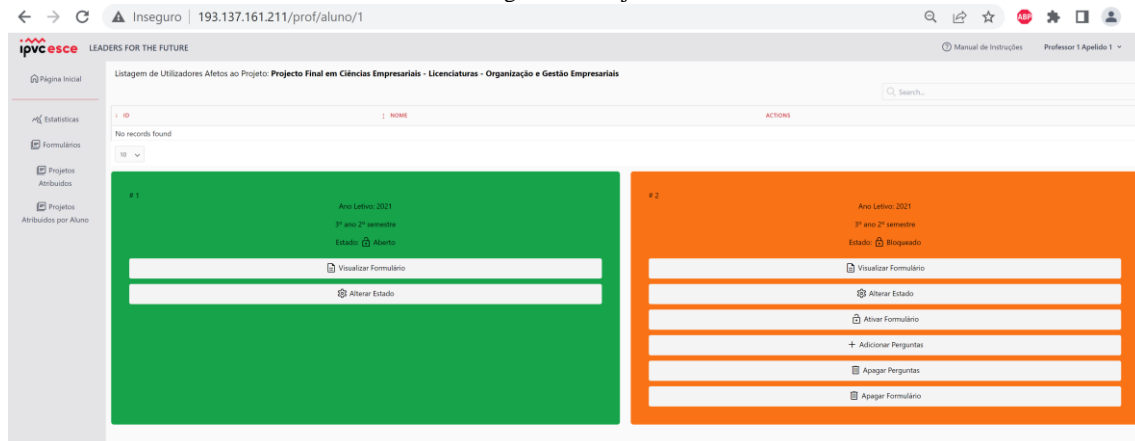 Inseguro | 193.137.161.211/prof/aluno/1
ABP
ipvc esce LEADERS FOR THE FUTURE
Manual de Instruções Professor 1 Apelido 1
Página Inicial
Listagem de Utilizadores Afetos ao Projeto: Projecto Final em Ciências Empresariais - Licenciaturas - Organização e Gestão Empresariais
Search...
Estatisticas
ID NOME ACTIONS
Formulários
No records found
10
Projetos
Atribuidos
Projetos
Atribuidos por Aluno
# 1
Ano Letivo: 2021
3º ano 2º semestre
Estado: Aberto
Visualizar Formulário
Alterar Estado
# 2
Ano Letivo: 2021
3º ano 2º semestre
Estado: Bloqueado
Visualizar Formulário
Alterar Estado
Ativar Formulário
+ Adicionar Perguntas
Apagar Perguntas
Apagar Formulário